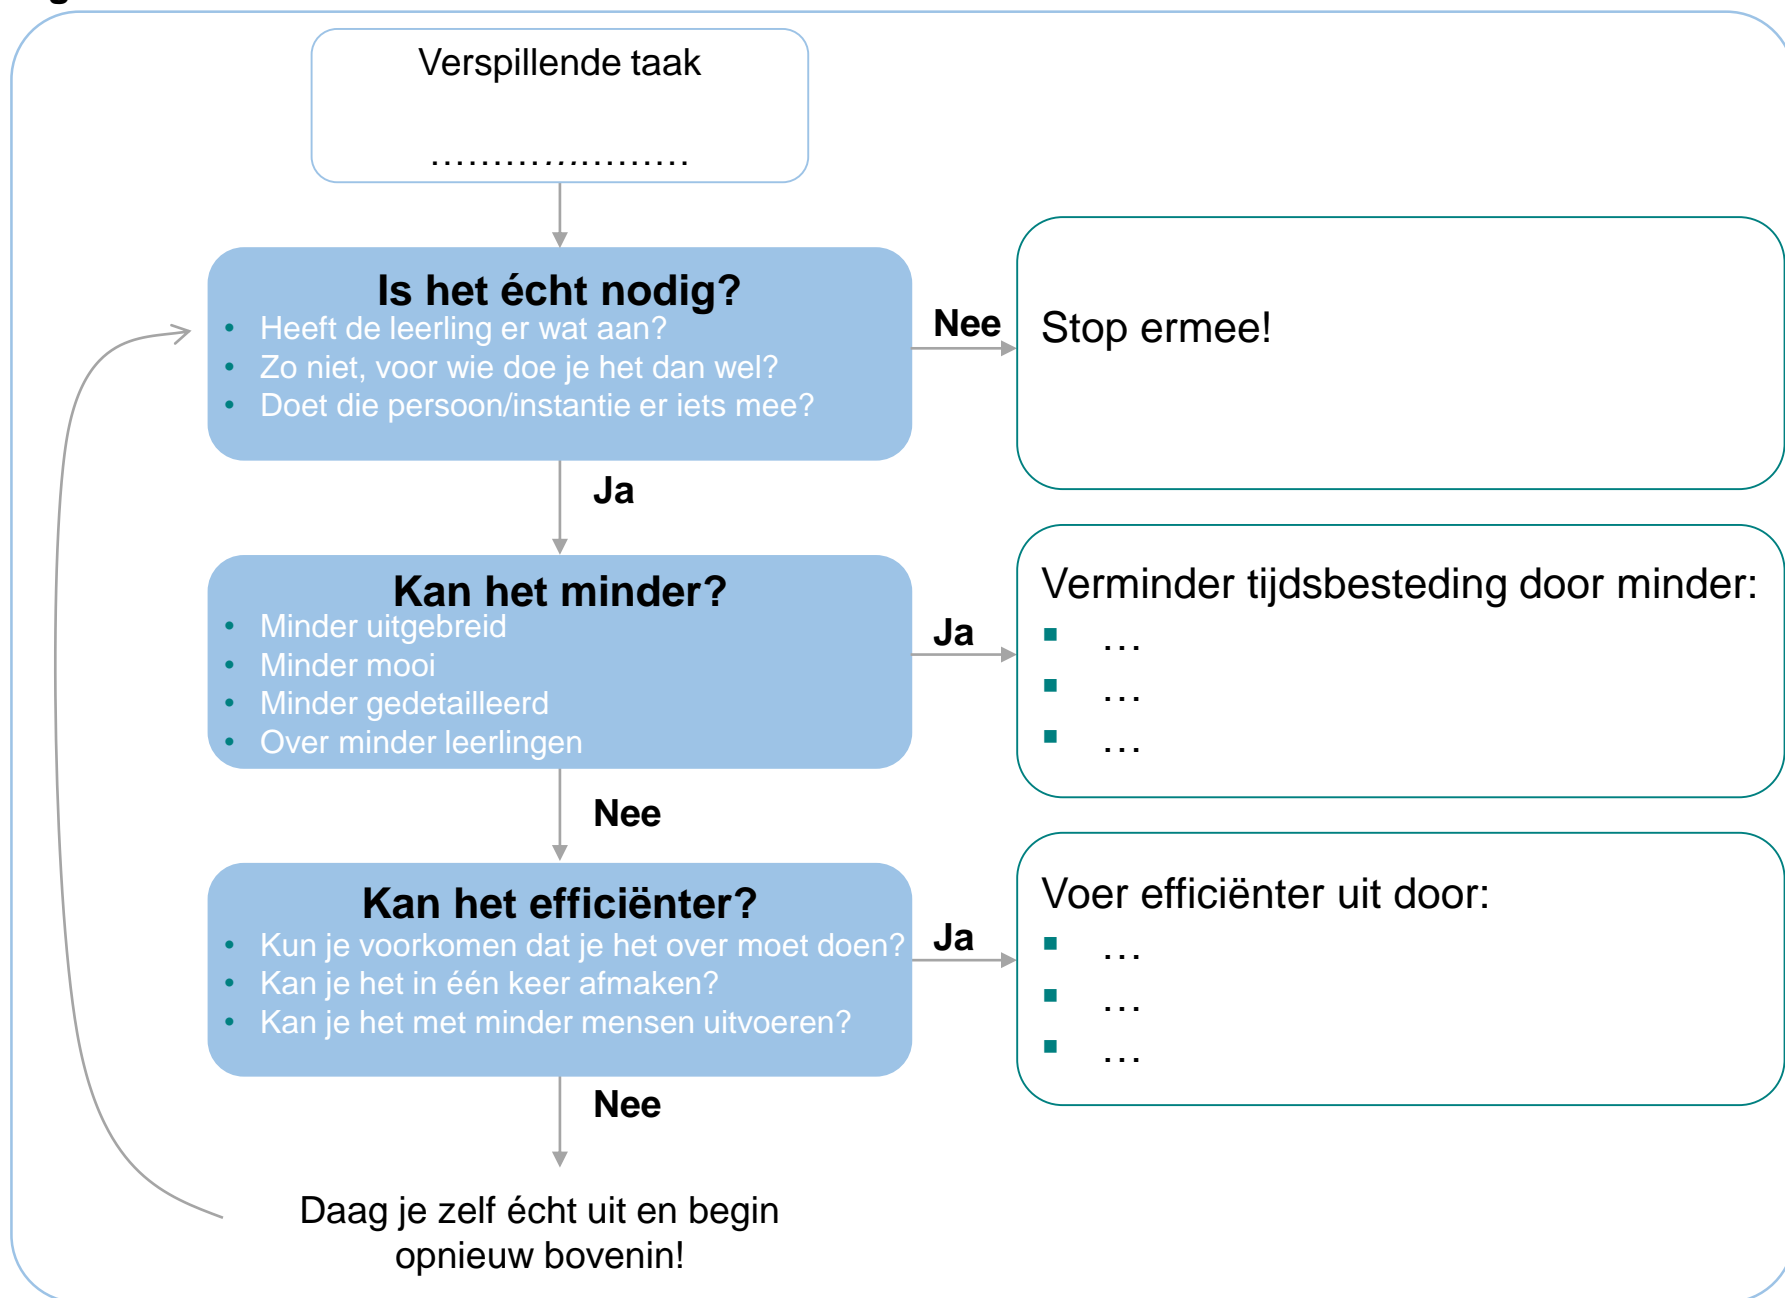 Verspillende taak
……………………
Is het écht nodig?
• Heeft de leerling er wat aan?
• Zo niet, voor wie doe je het dan wel?
• Doet die persoon/instantie er iets mee?
Nee
Stop ermee!
Ja
Kan het minder?
• Minder uitgebreid
• Minder mooi
• Minder gedetailleerd
• Over minder leerlingen
Ja
Verminder tijdsbesteding door minder:
▪ …
▪ …
▪ …
Nee
Kan het efficiënter?
• Kun je voorkomen dat je het over moet doen?
• Kan je het in één keer afmaken?
• Kan je het met minder mensen uitvoeren?
Ja
Voer efficiënter uit door:
▪ …
▪ …
▪ …
Nee
Daag je zelf écht uit en begin
opnieuw bovenin!